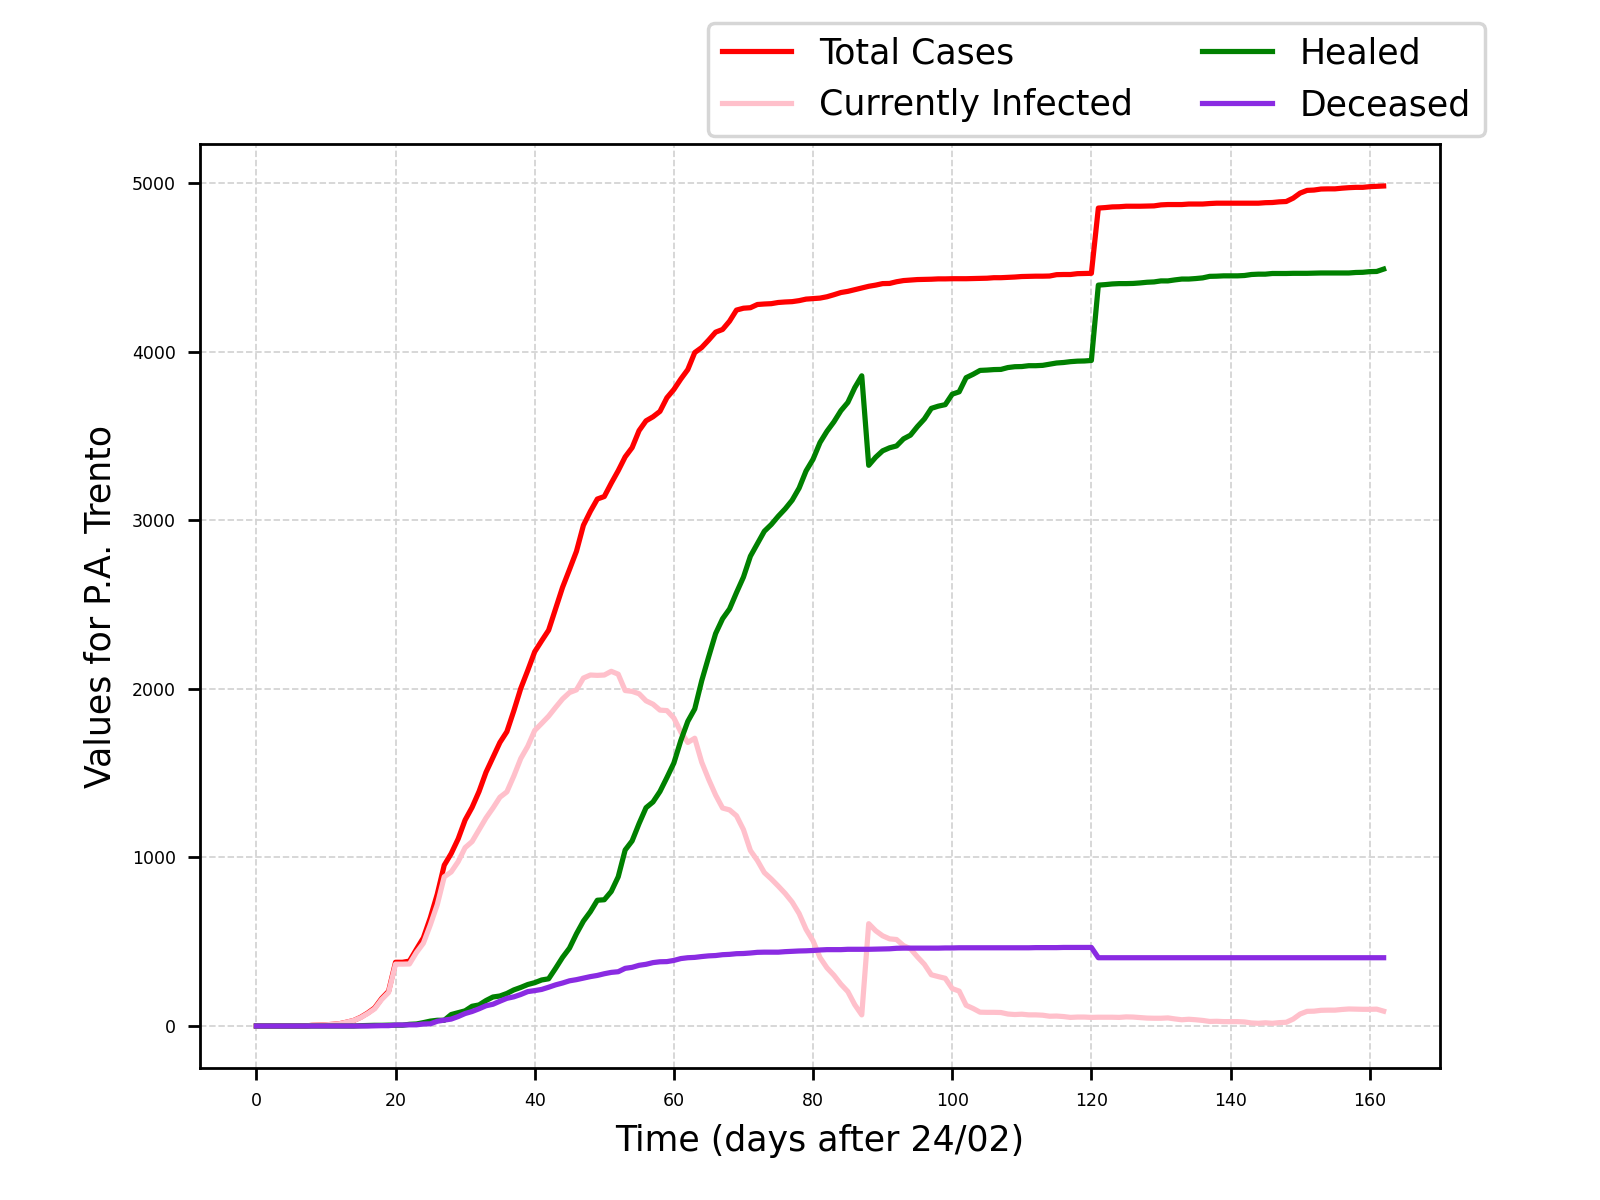 Total Cases
Currently Infected
Healed
Deceased
Values for P.A. Trento
5000
4000
3000
2000
1000
0
0 20 40 60 80 100 120 140 160
Time (days after 24/02)